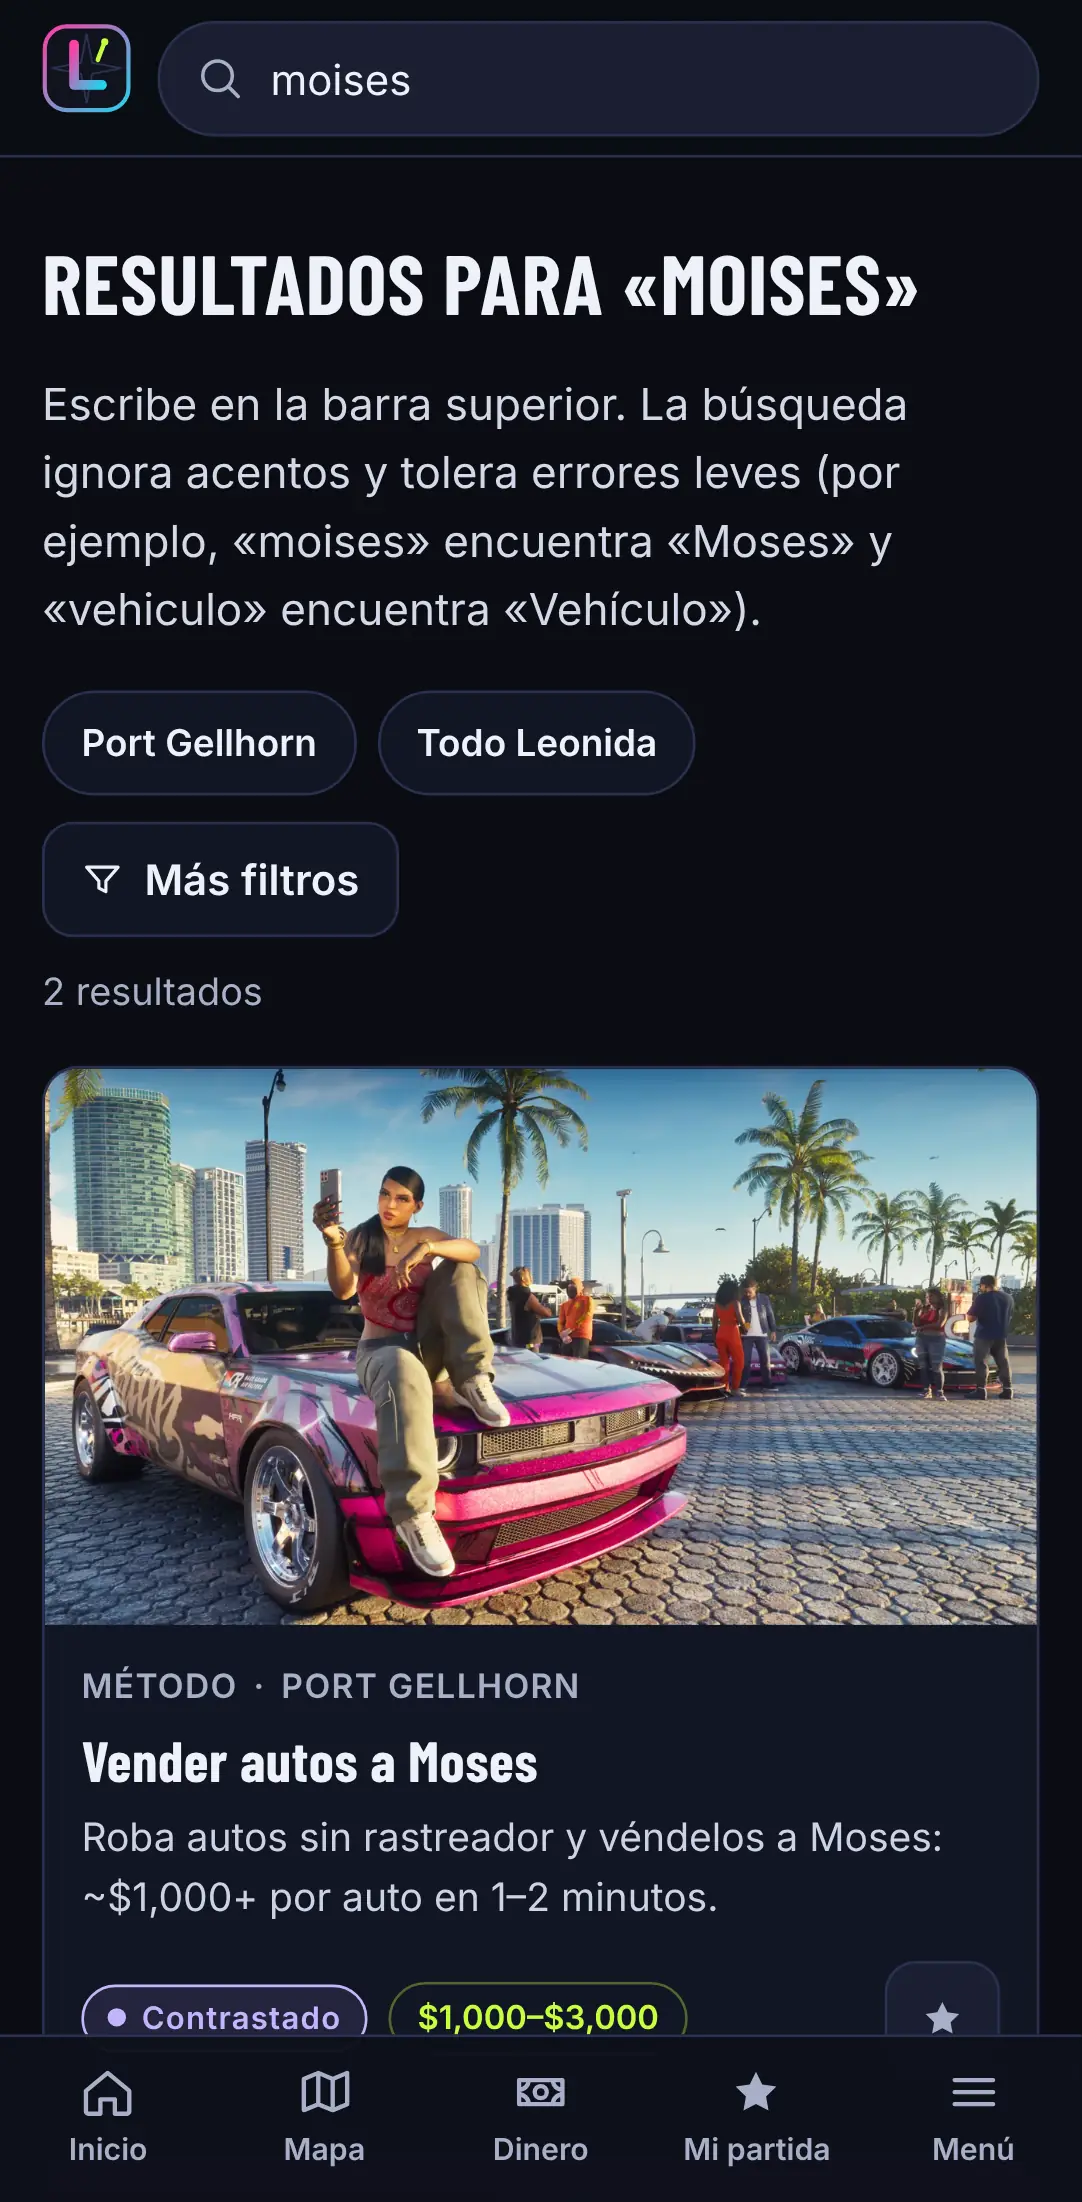 moises
RESULTADOS PARA «MOISES»
Escribe en la barra superior. La búsqueda
ignora acentos y tolera errores leves (por
ejemplo, «moises» encuentra «Moses» y
«vehiculo» encuentra «Vehículo»).
Port Gellhorn
Todo Leonida
Más filtros
2 resultados
MÉTODO · PORT GELLHORN
Vender autos a Moses
Roba autos sin rastreador y véndelos a Moses:
~$1,000+ por auto en 1–2 minutos.
Contrastado
$1,000–$3,000
Inicio
Mapa
Dinero
Mi partida
Menú